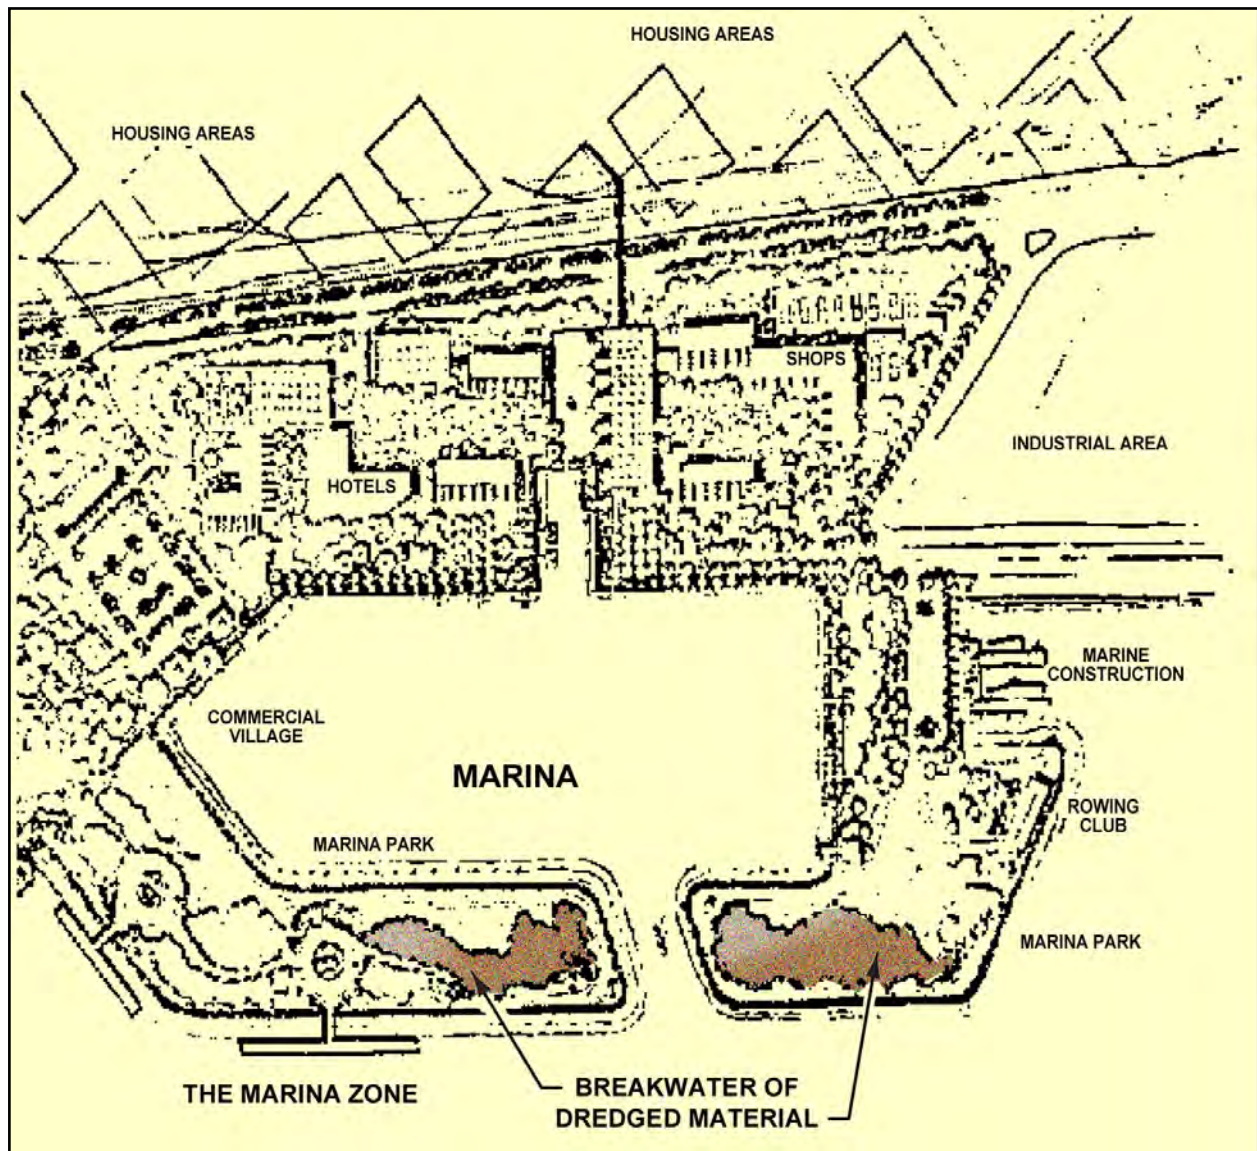 HOUSING AREAS
HOUSING AREAS
SHOPS
INDUSTRIAL AREA
HOTELS
MARINE
CONSTRUCTION
COMMERCIAL
VILLAGE
MARINA
ROWING
CLUB
MARINA PARK
MARINA PARK
THE MARINA ZONE
BREAKWATER OF
DREDGED MATERIAL